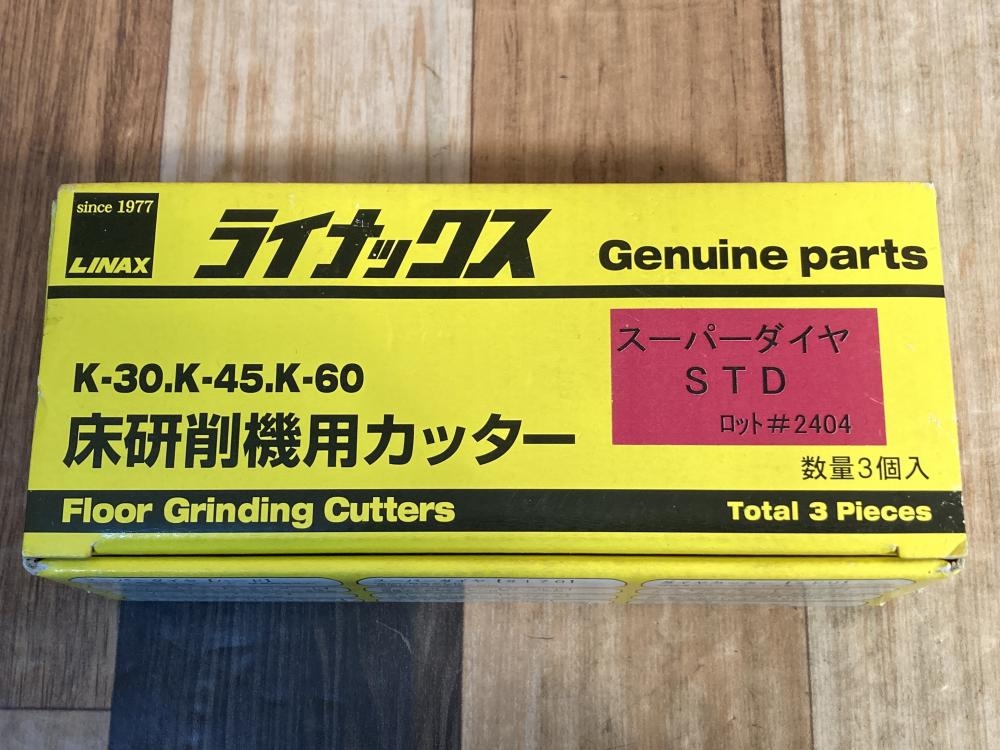 since 1977
LINAX
ライナックス
Genuine parts
K-30.K-45.K-60
床研削機用カッター
スーパーダイヤ
STD
ロット#2404
数量3個入
Floor Grinding Cutters
Total 3 Pieces